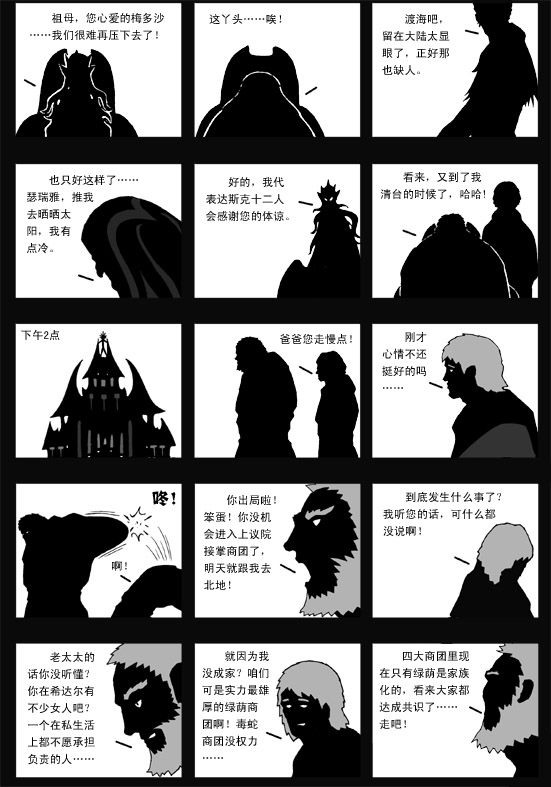 祖母，您心爱的梅多沙
……我们很难再压下去了！
这丫头……唉！
渡海吧，
留在大陆太显
眼了，正好那
也缺人。
也只好这样了……
瑟瑞雅，推我
去晒晒太
阳，我有
点冷。
好的，我代
表达斯克十二人
会感谢您的体谅。
看来，又到了我
清台的时候了，哈哈！
下午2点
爸爸您走慢点！
刚才
心情不还
挺好的吗
……
咚！
啊！
你出局啦！
笨蛋！你没机
会进入上议院
接掌商团了，
明天就跟我去
北地！
到底发生什么事了？
我听您的话，可什么都
没说啊！
老太太的
话你没听懂？
你在希达尔有
不少女人吧？
一个在私生活
上都不愿承担
负责的人……
就因为我
没成家？咱们
可是实力最雄
厚的绿荫商
团啊！毒蛇
商团没权力
……
四大商团里现
在只有绿荫是家族
化的，看来大家都
达成共识了……
走吧！